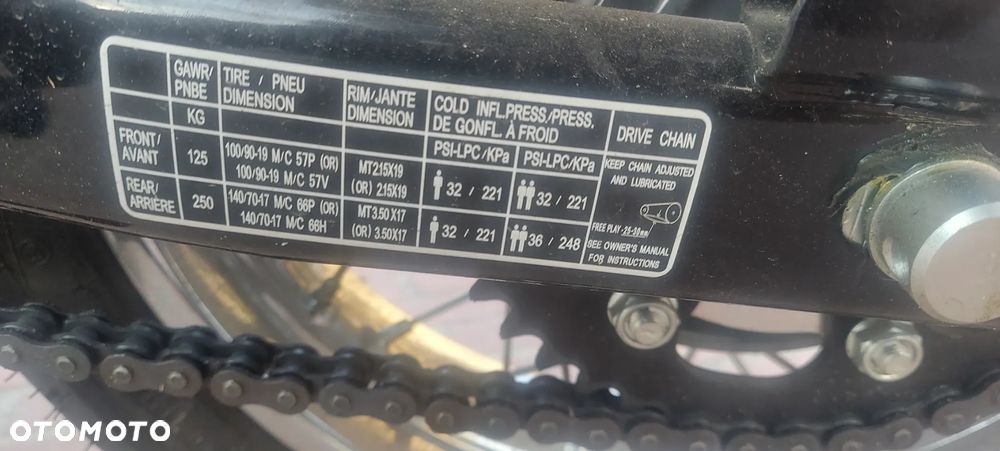 GAWR/ PNBE TIRE / PNEU DIMENSION RIM/JANTE DIMENSION COLD INFL.PRESS./PRESS. DE GONFL. À FROID DRIVE CHAIN
KG PSI-LPC/KPa PSI-LPC/KPa
FRONT/ AVANT 125 100/90-19 M/C 57P (OR) 100/90-19 M/C 57V MT2.15X19 (OR) 2.15X19 32 / 221 32 / 221
REAR/ ARRIÈRE 250 140/70-17 M/C 66P (OR) 140/70-17 M/C 66H MT3.50X17 (OR) 3.50X17 32 / 221 36 / 248
KEEP CHAIN ADJUSTED
AND LUBRICATED
FREE PLAY
SEE OWNER'S MANUAL
FOR INSTRUCTIONS
OTOMOTO